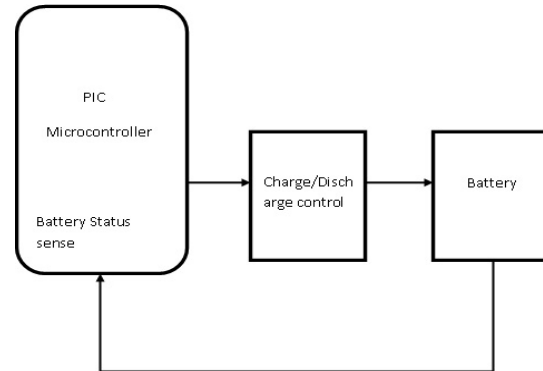 PIC
Microcontroller
Battery Status
sense
Charge/Disch
arge control
Battery